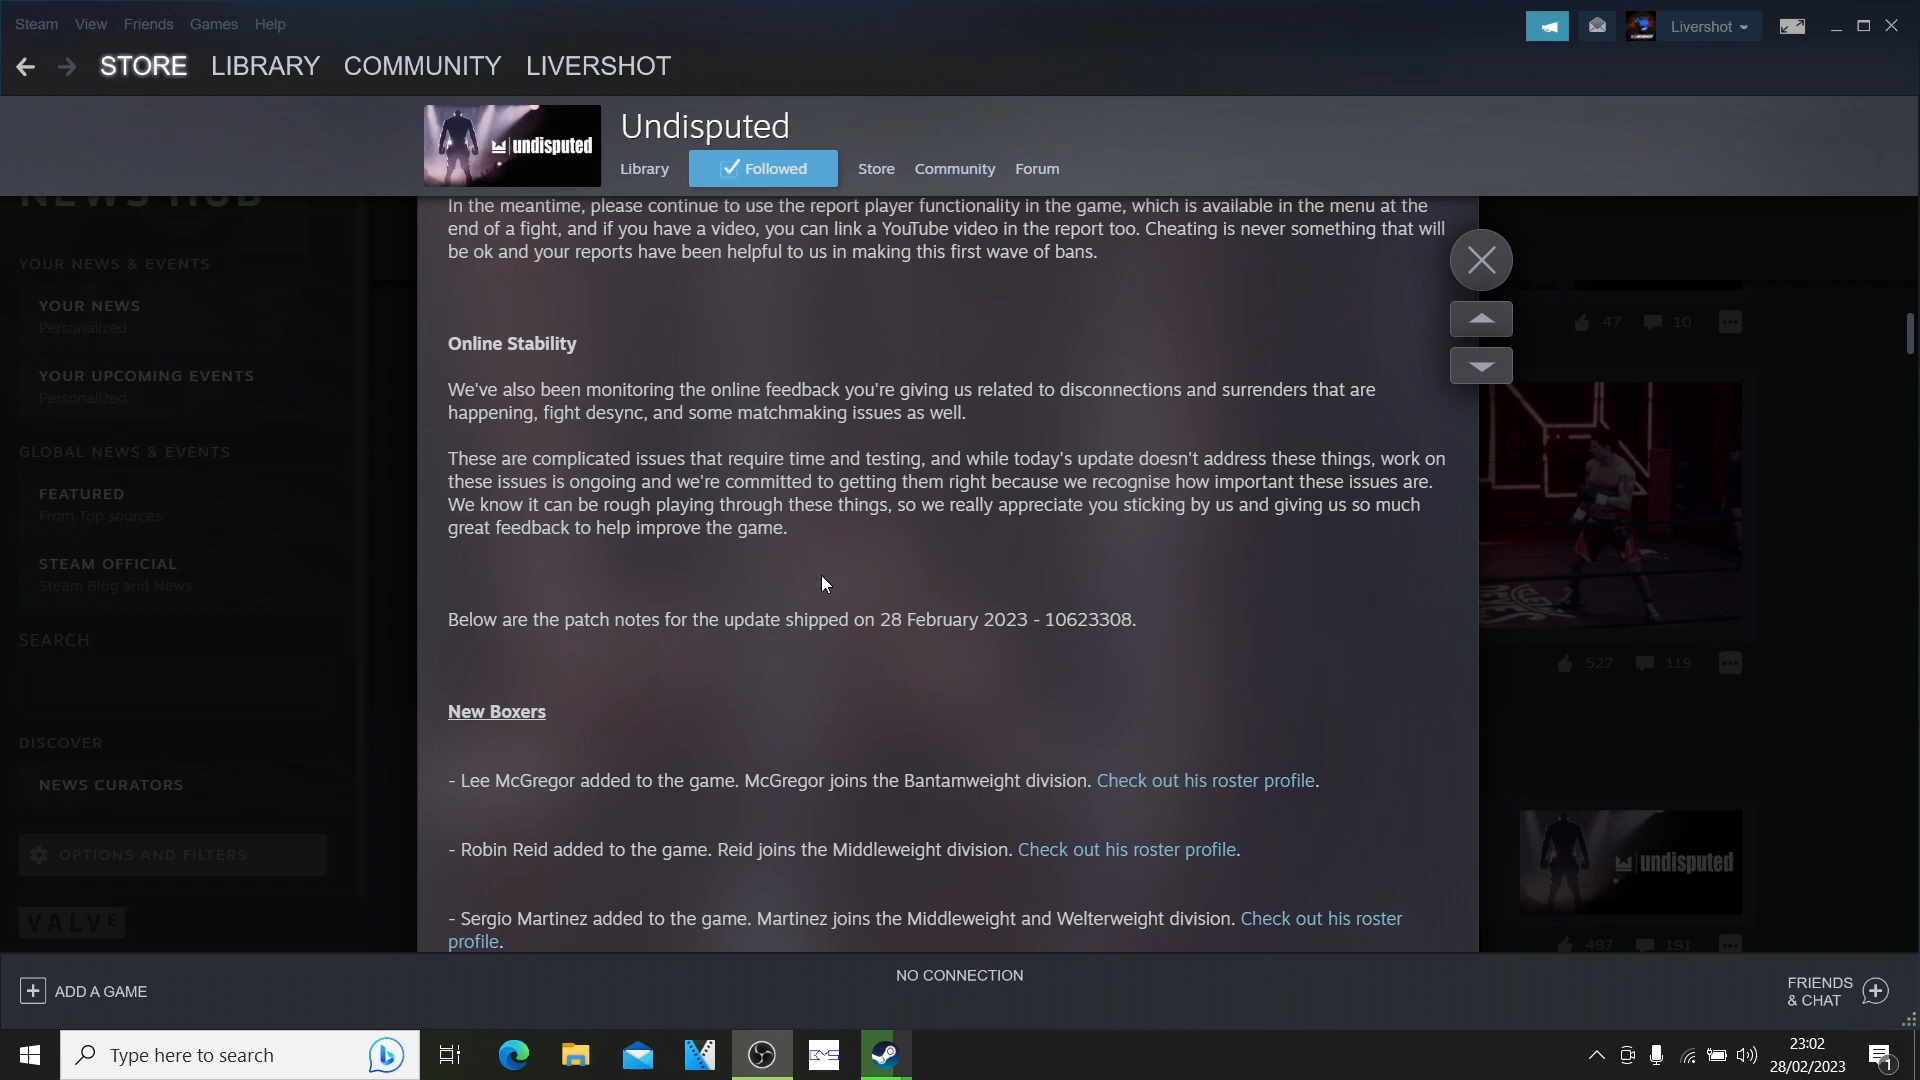 Steam View Friends Games Help
Livershot
STORE LIBRARY COMMUNITY LIVERSHOT
undisputed
Undisputed
Library Followed Store Community Forum
NEWS HUB
In the meantime, please continue to use the report player functionality in the game, which is available in the menu at the
end of a fight, and if you have a video, you can link a YouTube video in the report too. Cheating is never something that will
be ok and your reports have been helpful to us in making this first wave of bans.
YOUR NEWS & EVENTS
YOUR NEWS
Personalized
47 10
Online Stability
YOUR UPCOMING EVENTS
Personalized
We've also been monitoring the online feedback you're giving us related to disconnections and surrenders that are
happening, fight desync, and some matchmaking issues as well.
GLOBAL NEWS & EVENTS
These are complicated issues that require time and testing, and while today's update doesn't address these things, work on
these issues is ongoing and we're committed to getting them right because we recognise how important these issues are.
We know it can be rough playing through these things, so we really appreciate you sticking by us and giving us so much
great feedback to help improve the game.
FEATURED
From Top sources
STEAM OFFICIAL
Steam Blog and News
Below are the patch notes for the update shipped on 28 February 2023 - 10623308.
SEARCH
527 119
New Boxers
DISCOVER
NEWS CURATORS
- Lee McGregor added to the game. McGregor joins the Bantamweight division. Check out his roster profile.
- Robin Reid added to the game. Reid joins the Middleweight division. Check out his roster profile.
OPTIONS AND FILTERS
undisputed
- Sergio Martinez added to the game. Martinez joins the Middleweight and Welterweight division. Check out his roster
profile.
VALVE
497 191
ADD A GAME
NO CONNECTION
FRIENDS
& CHAT
Type here to search
23:02
28/02/2023
1